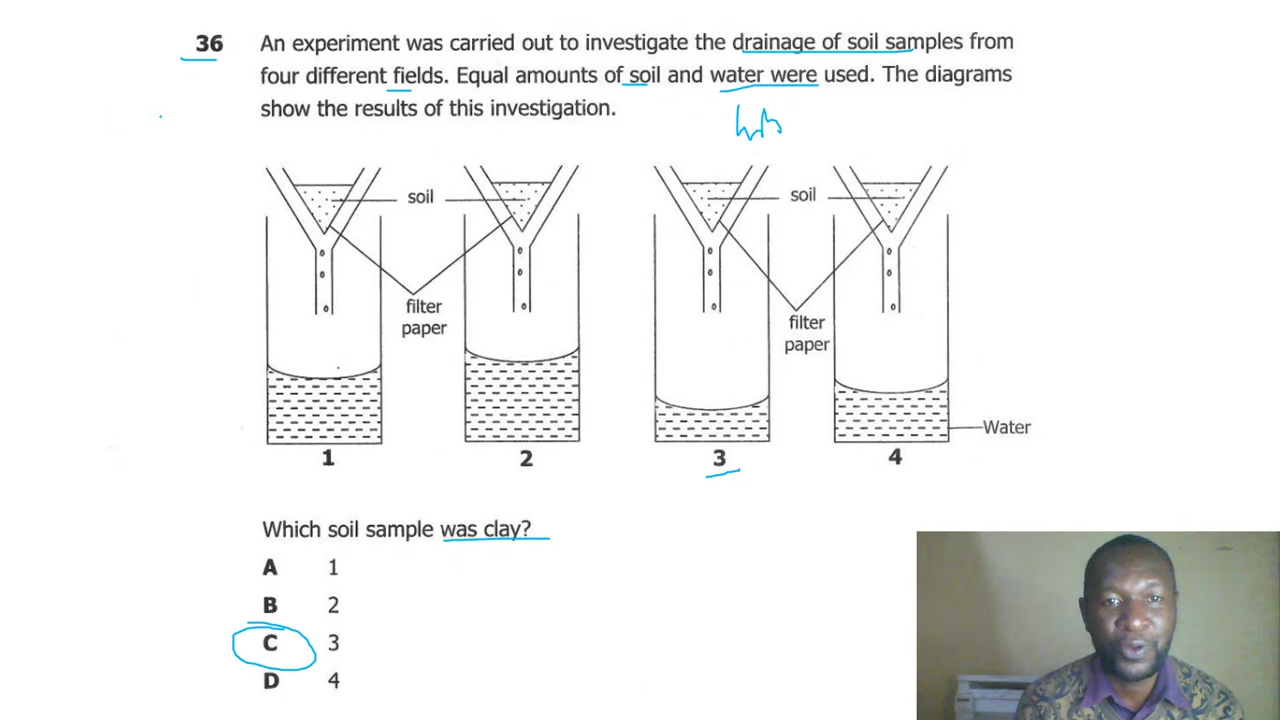 36 An experiment was carried out to investigate the drainage of soil samples from
four different fields. Equal amounts of soil and water were used. The diagrams
show the results of this investigation.
soil
soil
filter
paper
filter
paper
Water
1
2
3
4
Which soil sample was clay?
A 1
B 2
C 3
D 4